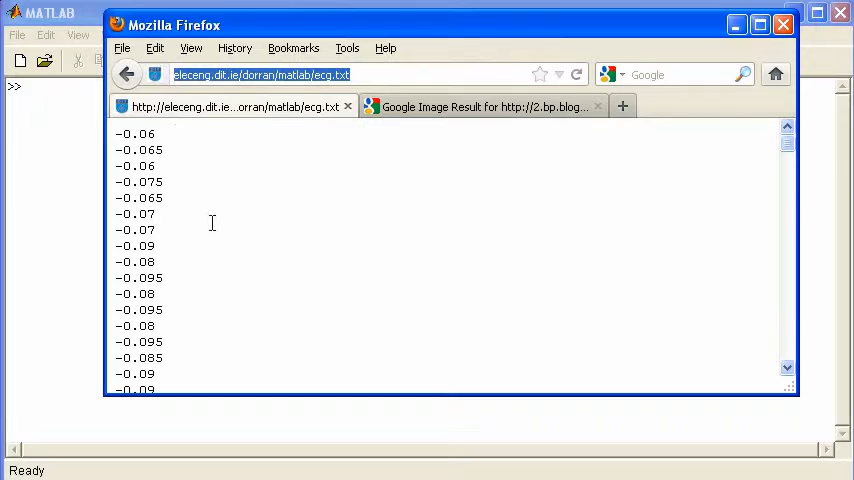 MATLAB
File Edit View
>>
Mozilla Firefox
File Edit View History Bookmarks Tools Help
eleceng.dit.ie/dorran/matlab/ecg.txt
Google
http://eleceng.dit.ie...orran/matlab/ecg.txt
Google Image Result for http://2.bp.blog...
-0.06
-0.065
-0.06
-0.075
-0.065
-0.07
-0.07
-0.09
-0.08
-0.095
-0.08
-0.095
-0.08
-0.095
-0.085
-0.09
-0.09
Ready